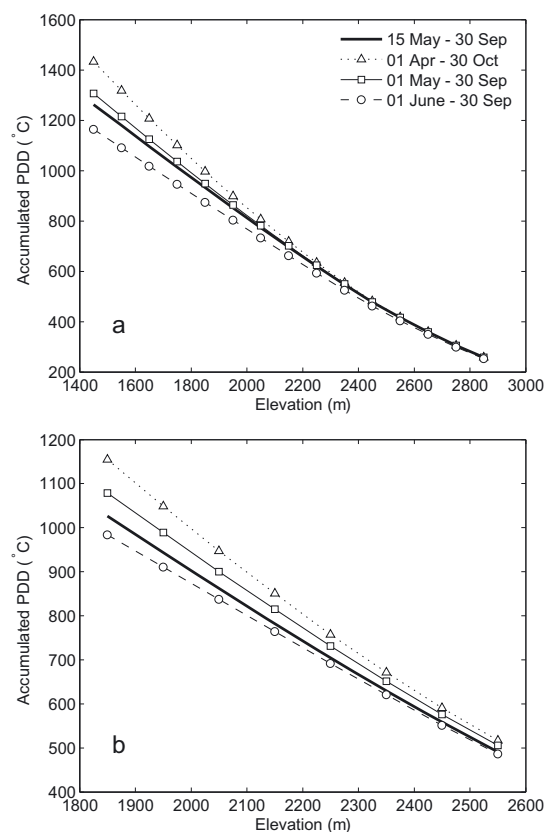 1400
1200
1000
800
600
400
200
Accumulated PDD (°C)
15 May - 30 Sep
01 Apr - 30 Oct
01 May - 30 Sep
01 June - 30 Sep
a
1400 1600 1800 2000 2200 2400 2600 2800 3000
Elevation (m)
1200
1100
1000
900
800
700
600
500
400
Accumulated PDD (°C)
b
1800 1900 2000 2100 2200 2300 2400 2500 2600
Elevation (m)